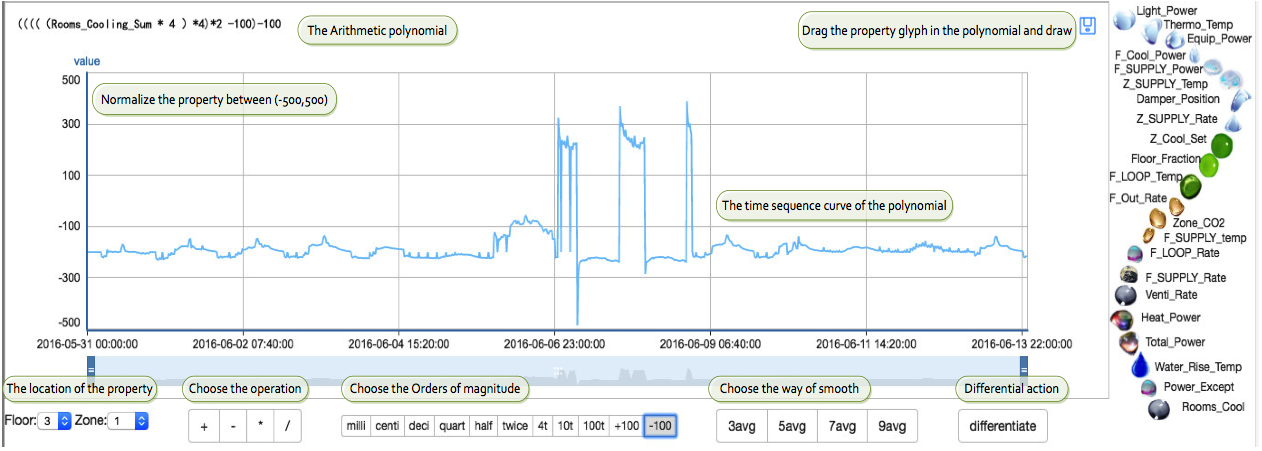 ((((  (Rooms_Cooling_Sum * 4 ) *4)*2 -100)-100
The Arithmetic polynomial
Drag the property glyph in the polynomial and draw
value
500
300
100
-100
-300
-500
Normalize the property between (-500,500)
The time sequence curve of the polynomial
2016-05-31 00:00:00
2016-06-02 07:40:00
2016-06-04 15:20:00
2016-06-06 23:00:00
2016-06-09 06:40:00
2016-06-11 14:20:00
2016-06-13 22:00:00
The location of the property
Choose the operation
Choose the Orders of magnitude
Choose the way of smooth
Differential action
Floor: 3 Zone: 1
+ - * /
milli centi deci quart half twice 4t 10t 100t +100 -100
3avg 5avg 7avg 9avg
differentiate
Light_Power
Thermo_Temp
Equip_Power
F_Cool_Power
F_SUPPLY_Power
Z_SUPPLY_Temp
Damper_Position
Z_SUPPLY_Rate
Z_Cool_Set
Floor_Fraction
F_LOOP_Temp
F_Out_Rate
Zone_CO2
F_SUPPLY_temp
F_LOOP_Rate
F_SUPPLY_Rate
Venti_Rate
Heat_Power
Total_Power
Water_Rise_Temp
Power_Except
Rooms_Cool